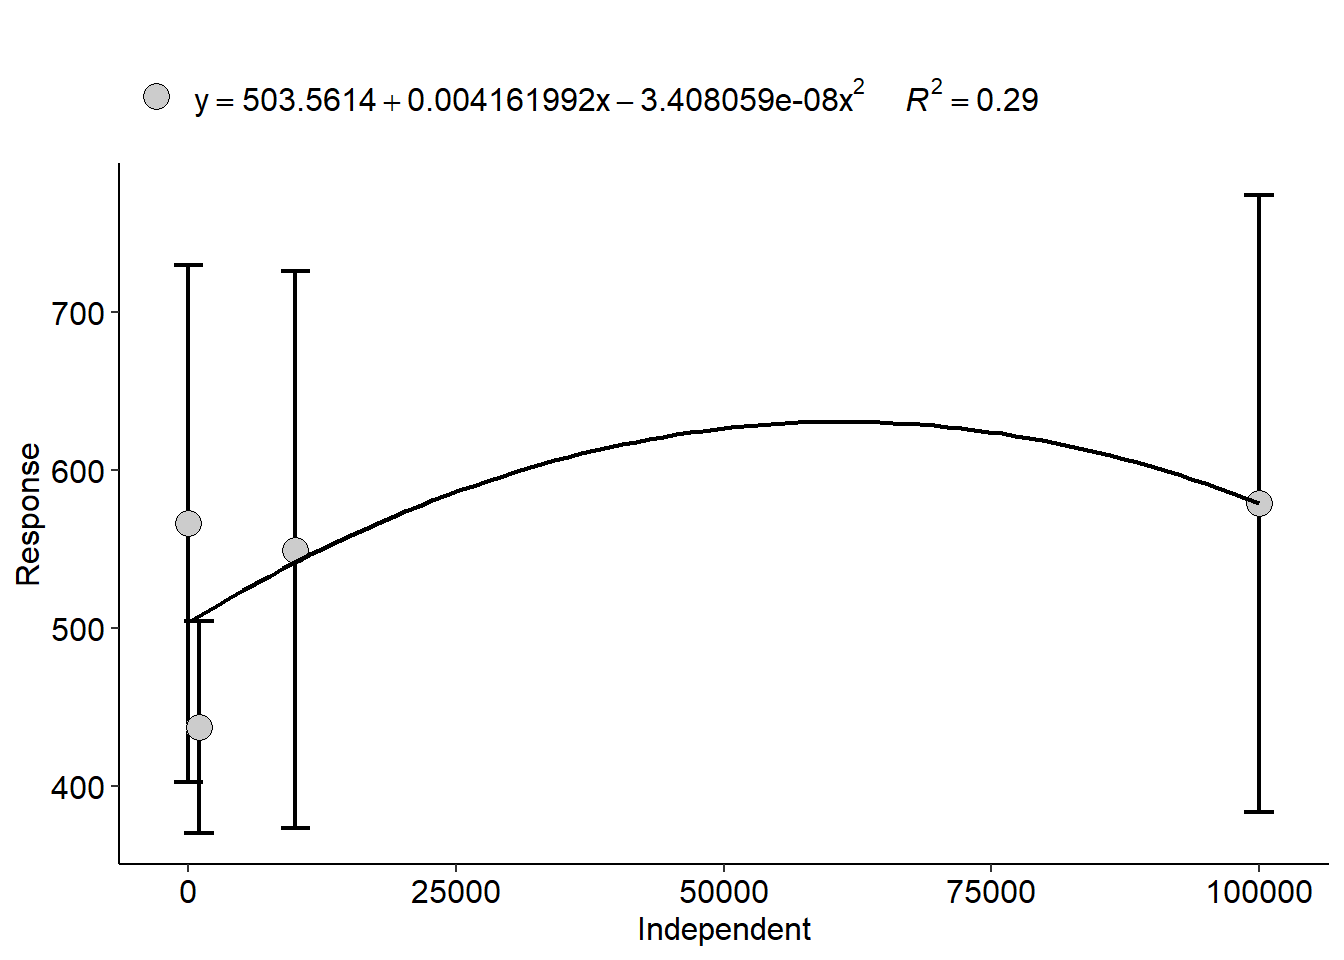 y = 503.5614 + 0.004161992x − 3.408059e-08x² R² = 0.29
700
600
500
400
Response
0 25000 50000 75000 100000
Independent